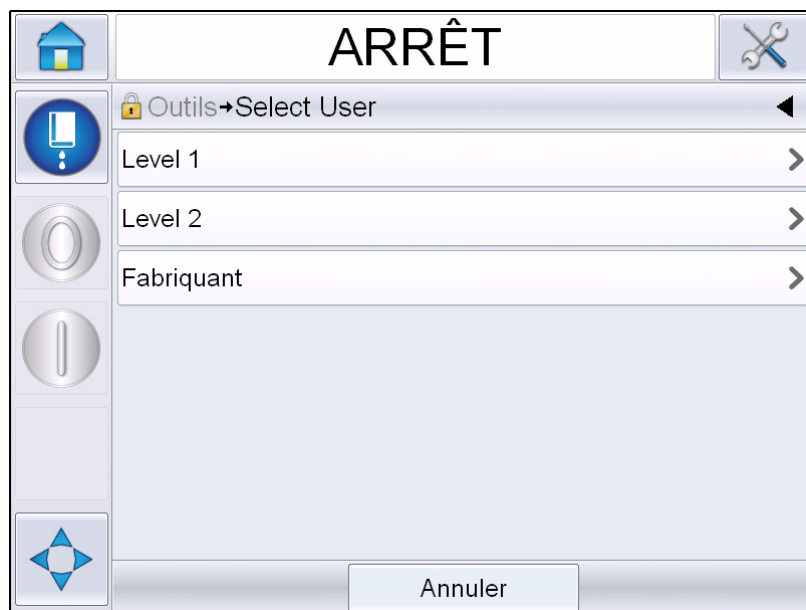 ARRÊT
Outils→Select User
Level 1
Level 2
Fabriquant
Annuler